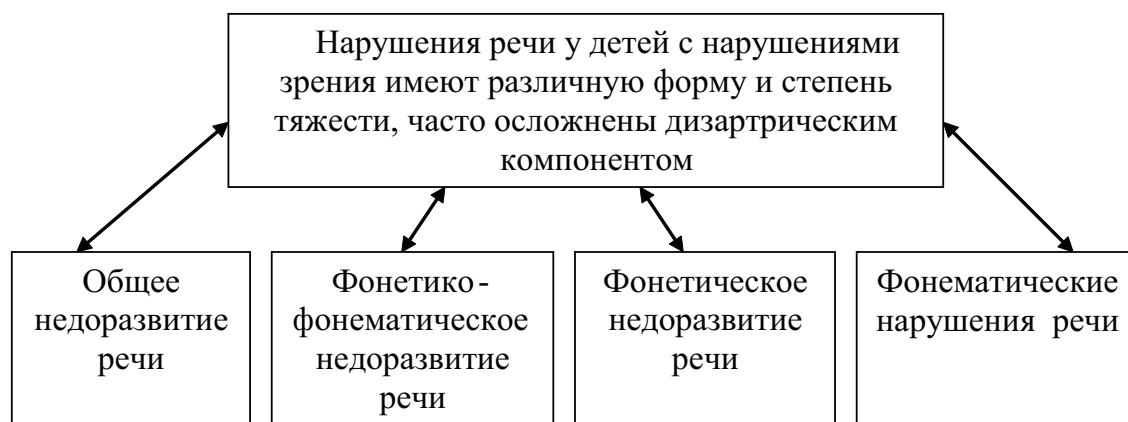 Нарушения речи у детей с нарушениями
зрения имеют различную форму и степень
тяжести, часто осложнены дизартрическим
компонентом
Общее
недоразвитие
речи
Фонетико-
фонематическое
недоразвитие
речи
Фонетическое
недоразвитие
речи
Фонематические
нарушения речи